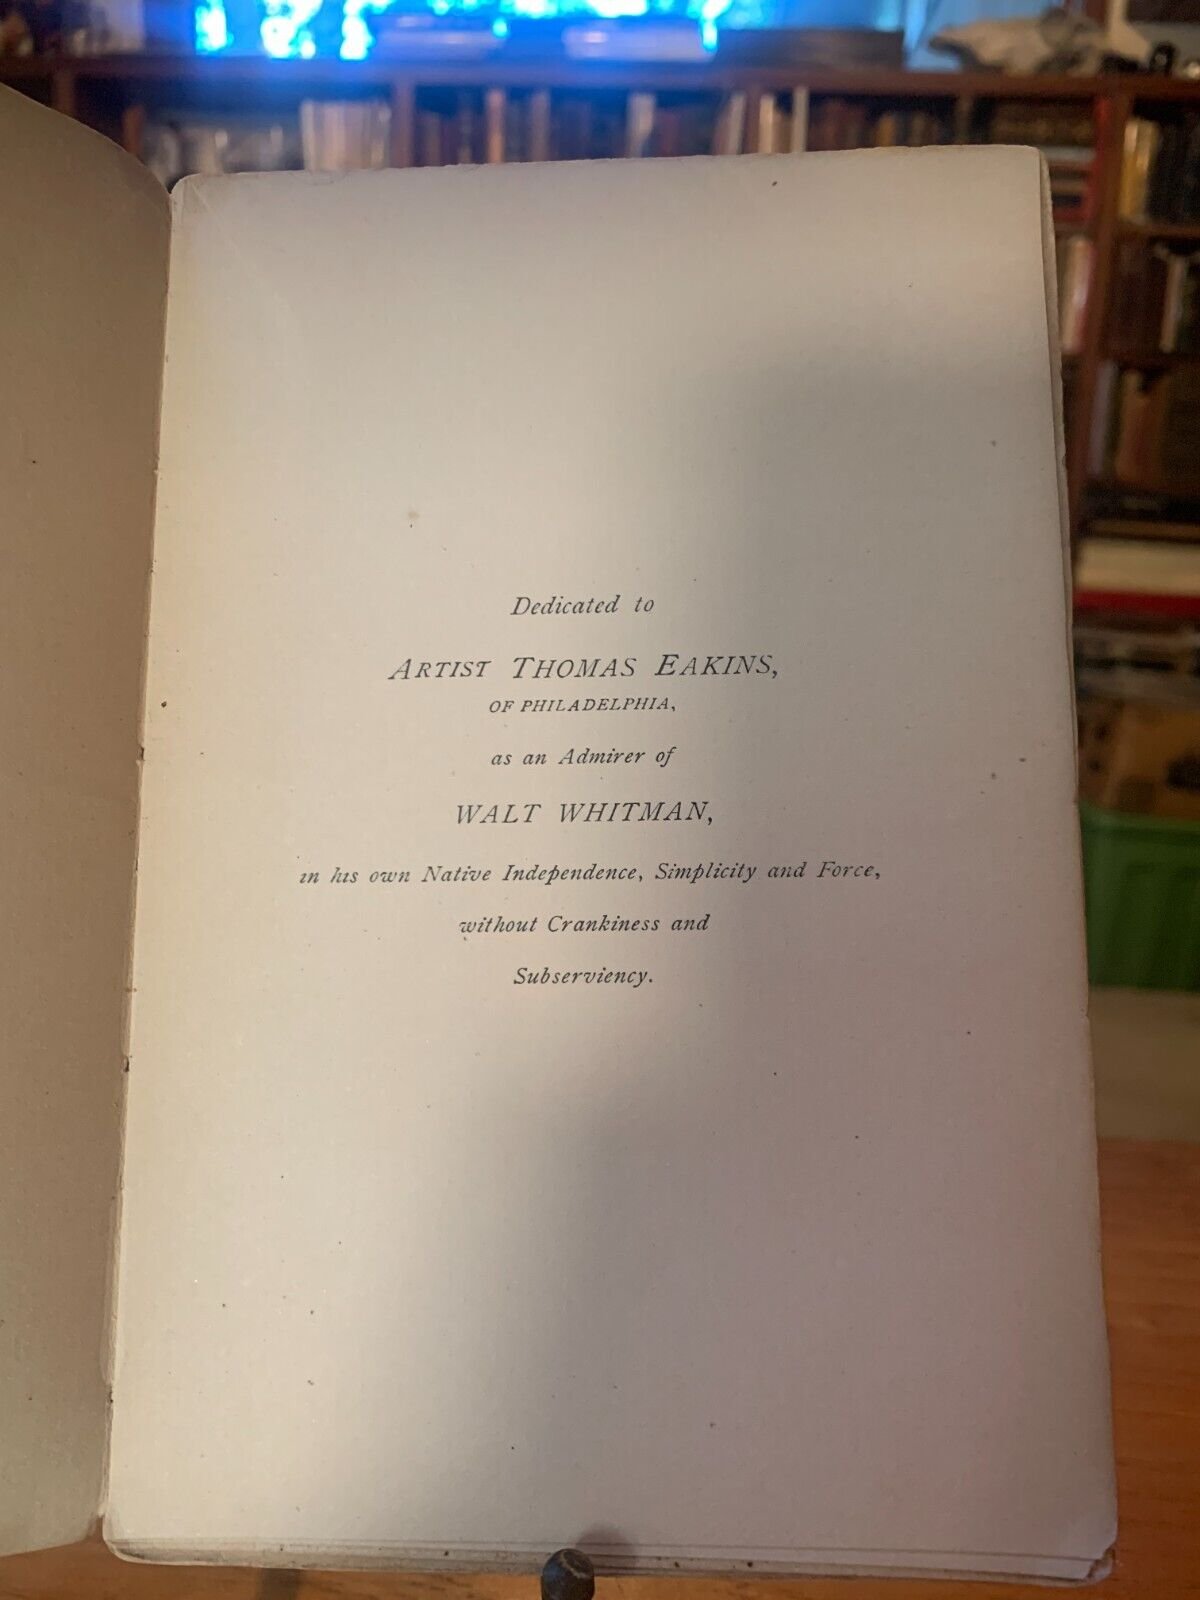 Dedicated to
ARTIST THOMAS EAKINS,
OF PHILADELPHIA,
as an Admirer of
WALT WHITMAN,
in his own Native Independence, Simplicity and Force,
without Crankiness and
Subserviency.